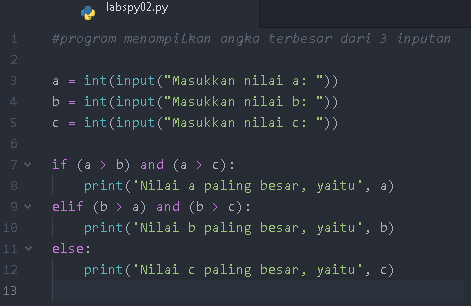 labspy02.py
1 #program menampilkan angka terbesar dari 3 inputan
2
3 a = int(input("Masukkan nilai a: "))
4 b = int(input("Masukkan nilai b: "))
5 c = int(input("Masukkan nilai c: "))
6
7 if (a > b) and (a > c):
8     print('Nilai a paling besar, yaitu', a)
9 elif (b > a) and (b > c):
10     print('Nilai b paling besar, yaitu', b)
11 else:
12     print('Nilai c paling besar, yaitu', c)
13